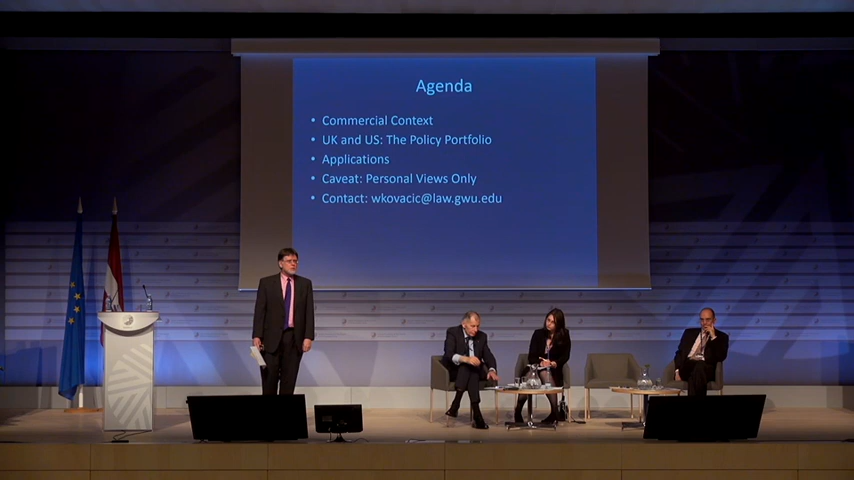 Agenda
• Commercial Context
• UK and US: The Policy Portfolio
• Applications
• Caveat: Personal Views Only
• Contact: wkovacic@law.gwu.edu